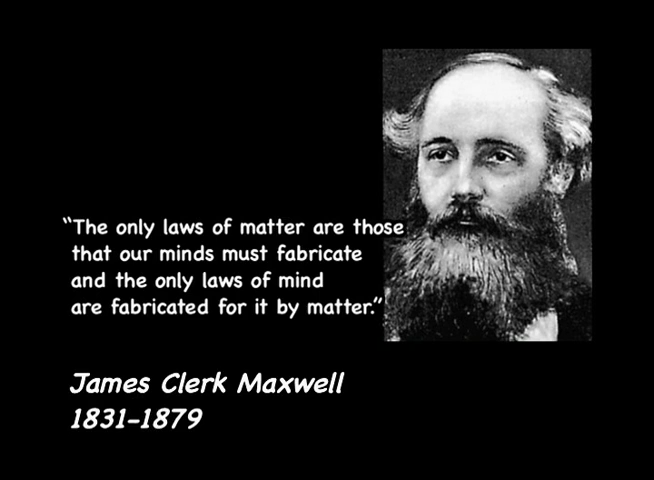 “The only laws of matter are those
that our minds must fabricate
and the only laws of mind
are fabricated for it by matter.”
James Clerk Maxwell
1831-1879